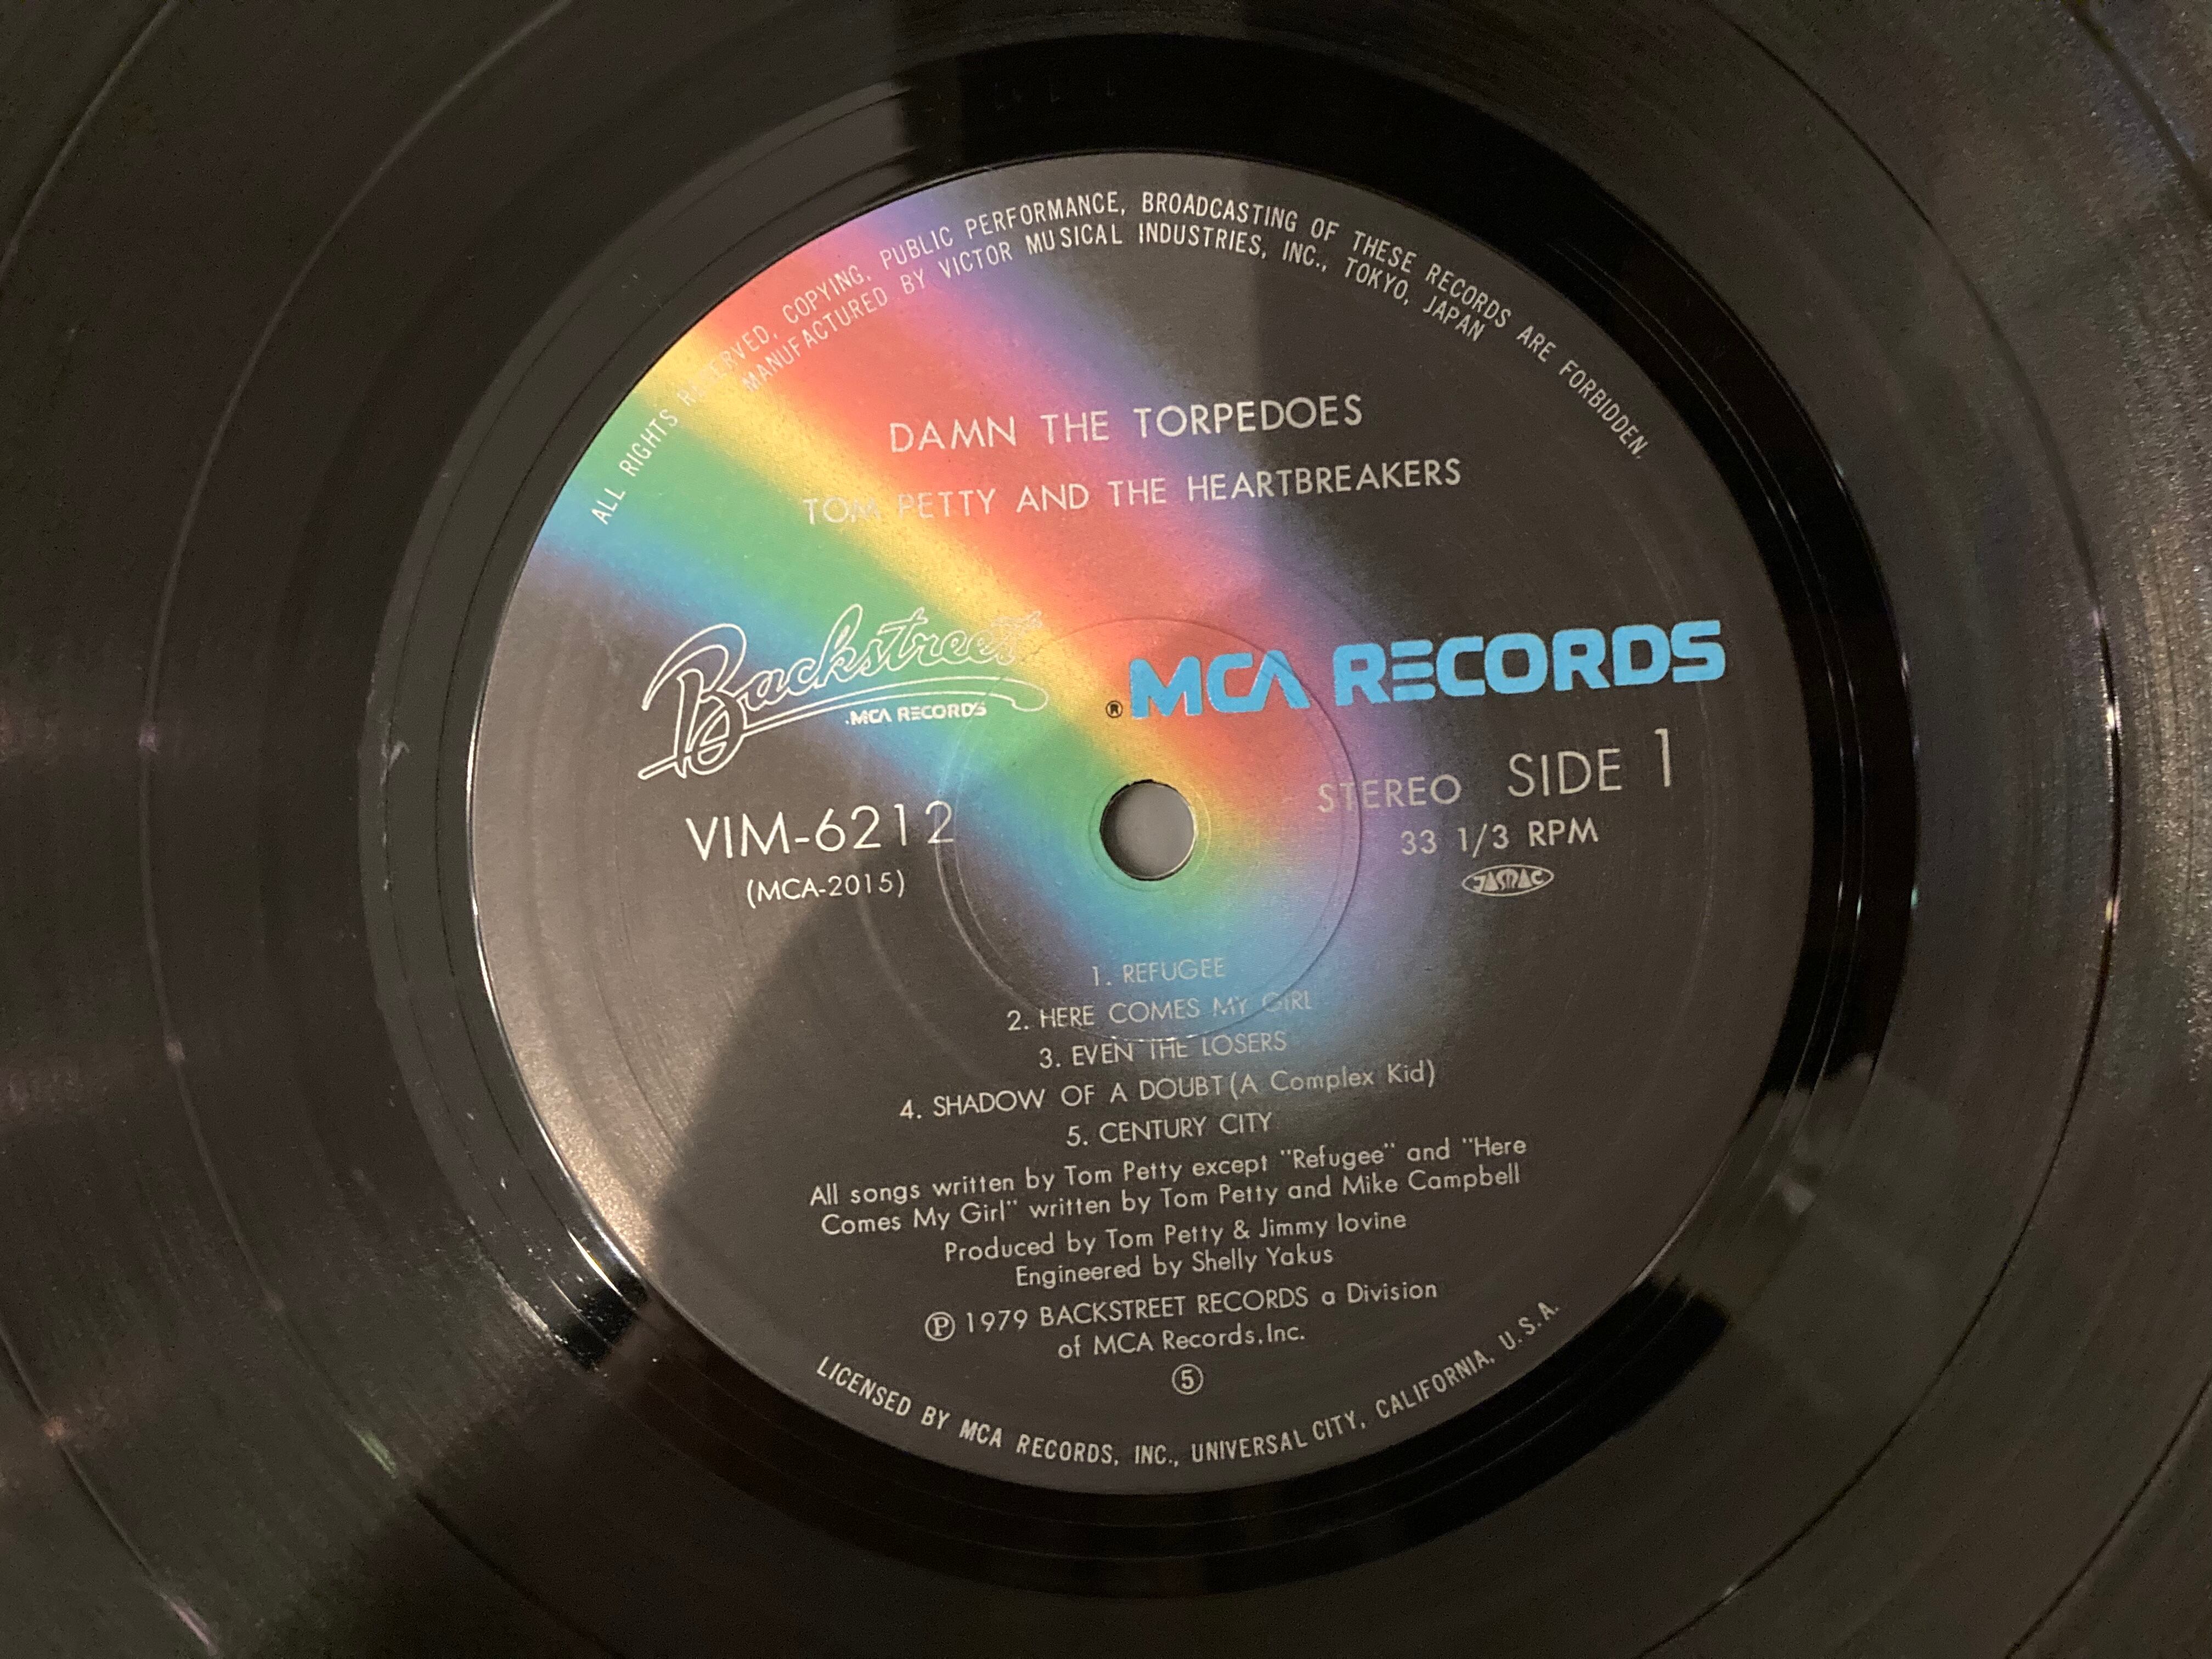 ALL RIGHTS RESERVED, COPYING, PUBLIC PERFORMANCE, BROADCASTING OF THESE RECORDS ARE FORBIDDEN.
MANUFACTURED BY VICTOR MUSICAL INDUSTRIES, INC., TOKYO, JAPAN
DAMN THE TORPEDOES
TOM PETTY AND THE HEARTBREAKERS
Backstreet
MCA RECORDS
® MCA RECORDS
STEREO SIDE 1
33 1/3 RPM
JASRAC
VIM-6212
(MCA-2015)
1. REFUGEE
2. HERE COMES MY GIRL
3. EVEN THE LOSERS
4. SHADOW OF A DOUBT (A Complex Kid)
5. CENTURY CITY
All songs written by Tom Petty except "Refugee" and "Here
Comes My Girl" written by Tom Petty and Mike Campbell
Produced by Tom Petty & Jimmy Iovine
Engineered by Shelly Yakus
Ⓟ 1979 BACKSTREET RECORDS a Division
of MCA Records, Inc.
⑤
LICENSED BY MCA RECORDS, INC., UNIVERSAL CITY, CALIFORNIA, U.S.A.